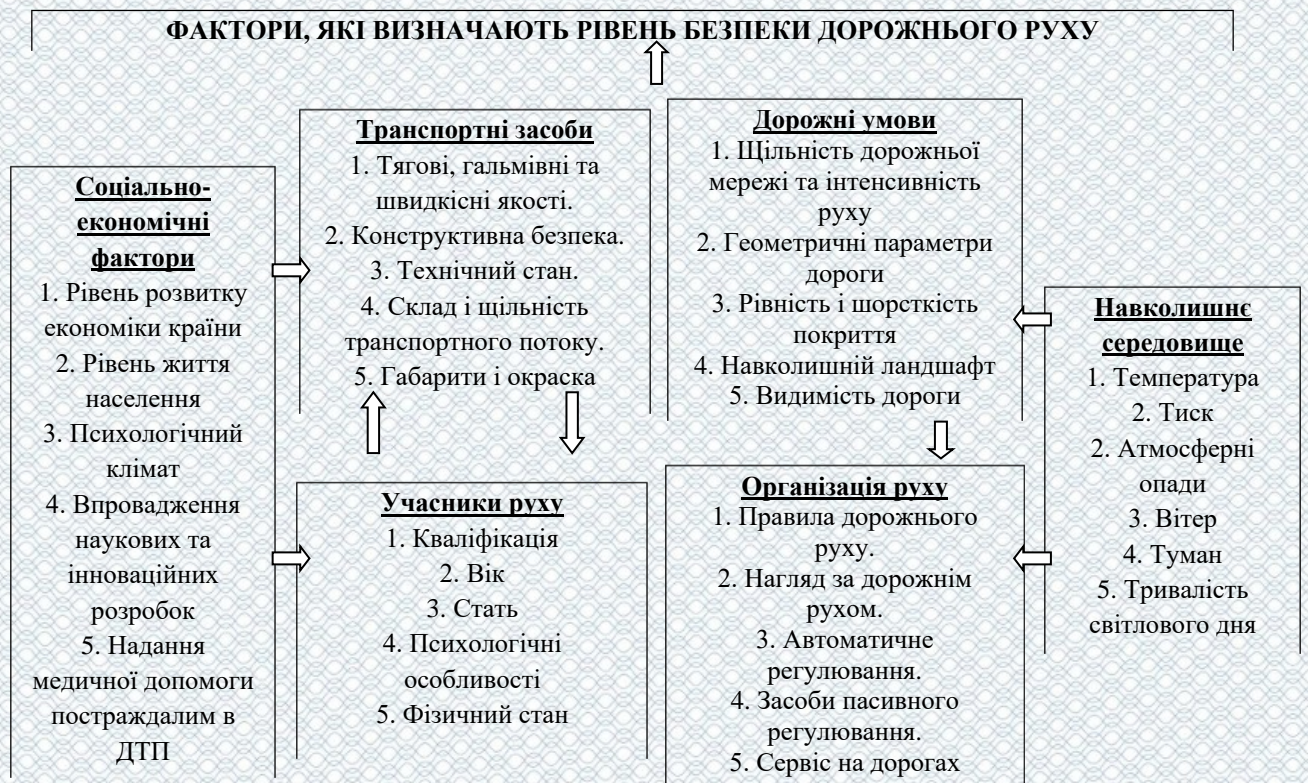 ФАКТОРИ, ЯКІ ВИЗНАЧАЮТЬ РІВЕНЬ БЕЗПЕКИ ДОРОЖНЬОГО РУХУ
Соціально-
економічні
фактори
1. Рівень розвитку
економіки країни
2. Рівень життя
населення
3. Психологічний
клімат
4. Впровадження
наукових та
інноваційних
розробок
5. Надання
медичної допомоги
постраждалим в
ДТП
Транспортні засоби
1. Тягові, гальмівні та
швидкісні якості.
2. Конструктивна безпека.
3. Технічний стан.
4. Склад і щільність
транспортного потоку.
5. Габарити і окраска
Учасники руху
1. Кваліфікація
2. Вік
3. Стать
4. Психологічні
особливості
5. Фізичний стан
Дорожні умови
1. Щільність дорожньої
мережі та інтенсивність
руху
2. Геометричні параметри
дороги
3. Рівність і шорсткість
покриття
4. Навколишній ландшафт
5. Видимість дороги
Організація руху
1. Правила дорожнього
руху.
2. Нагляд за дорожнім
рухом.
3. Автоматичне
регулювання.
4. Засоби пасивного
регулювання.
5. Сервіс на дорогах
Навколишнє
середовище
1. Температура
2. Тиск
2. Атмосферні
опади
3. Вітер
4. Туман
5. Тривалість
світлового дня